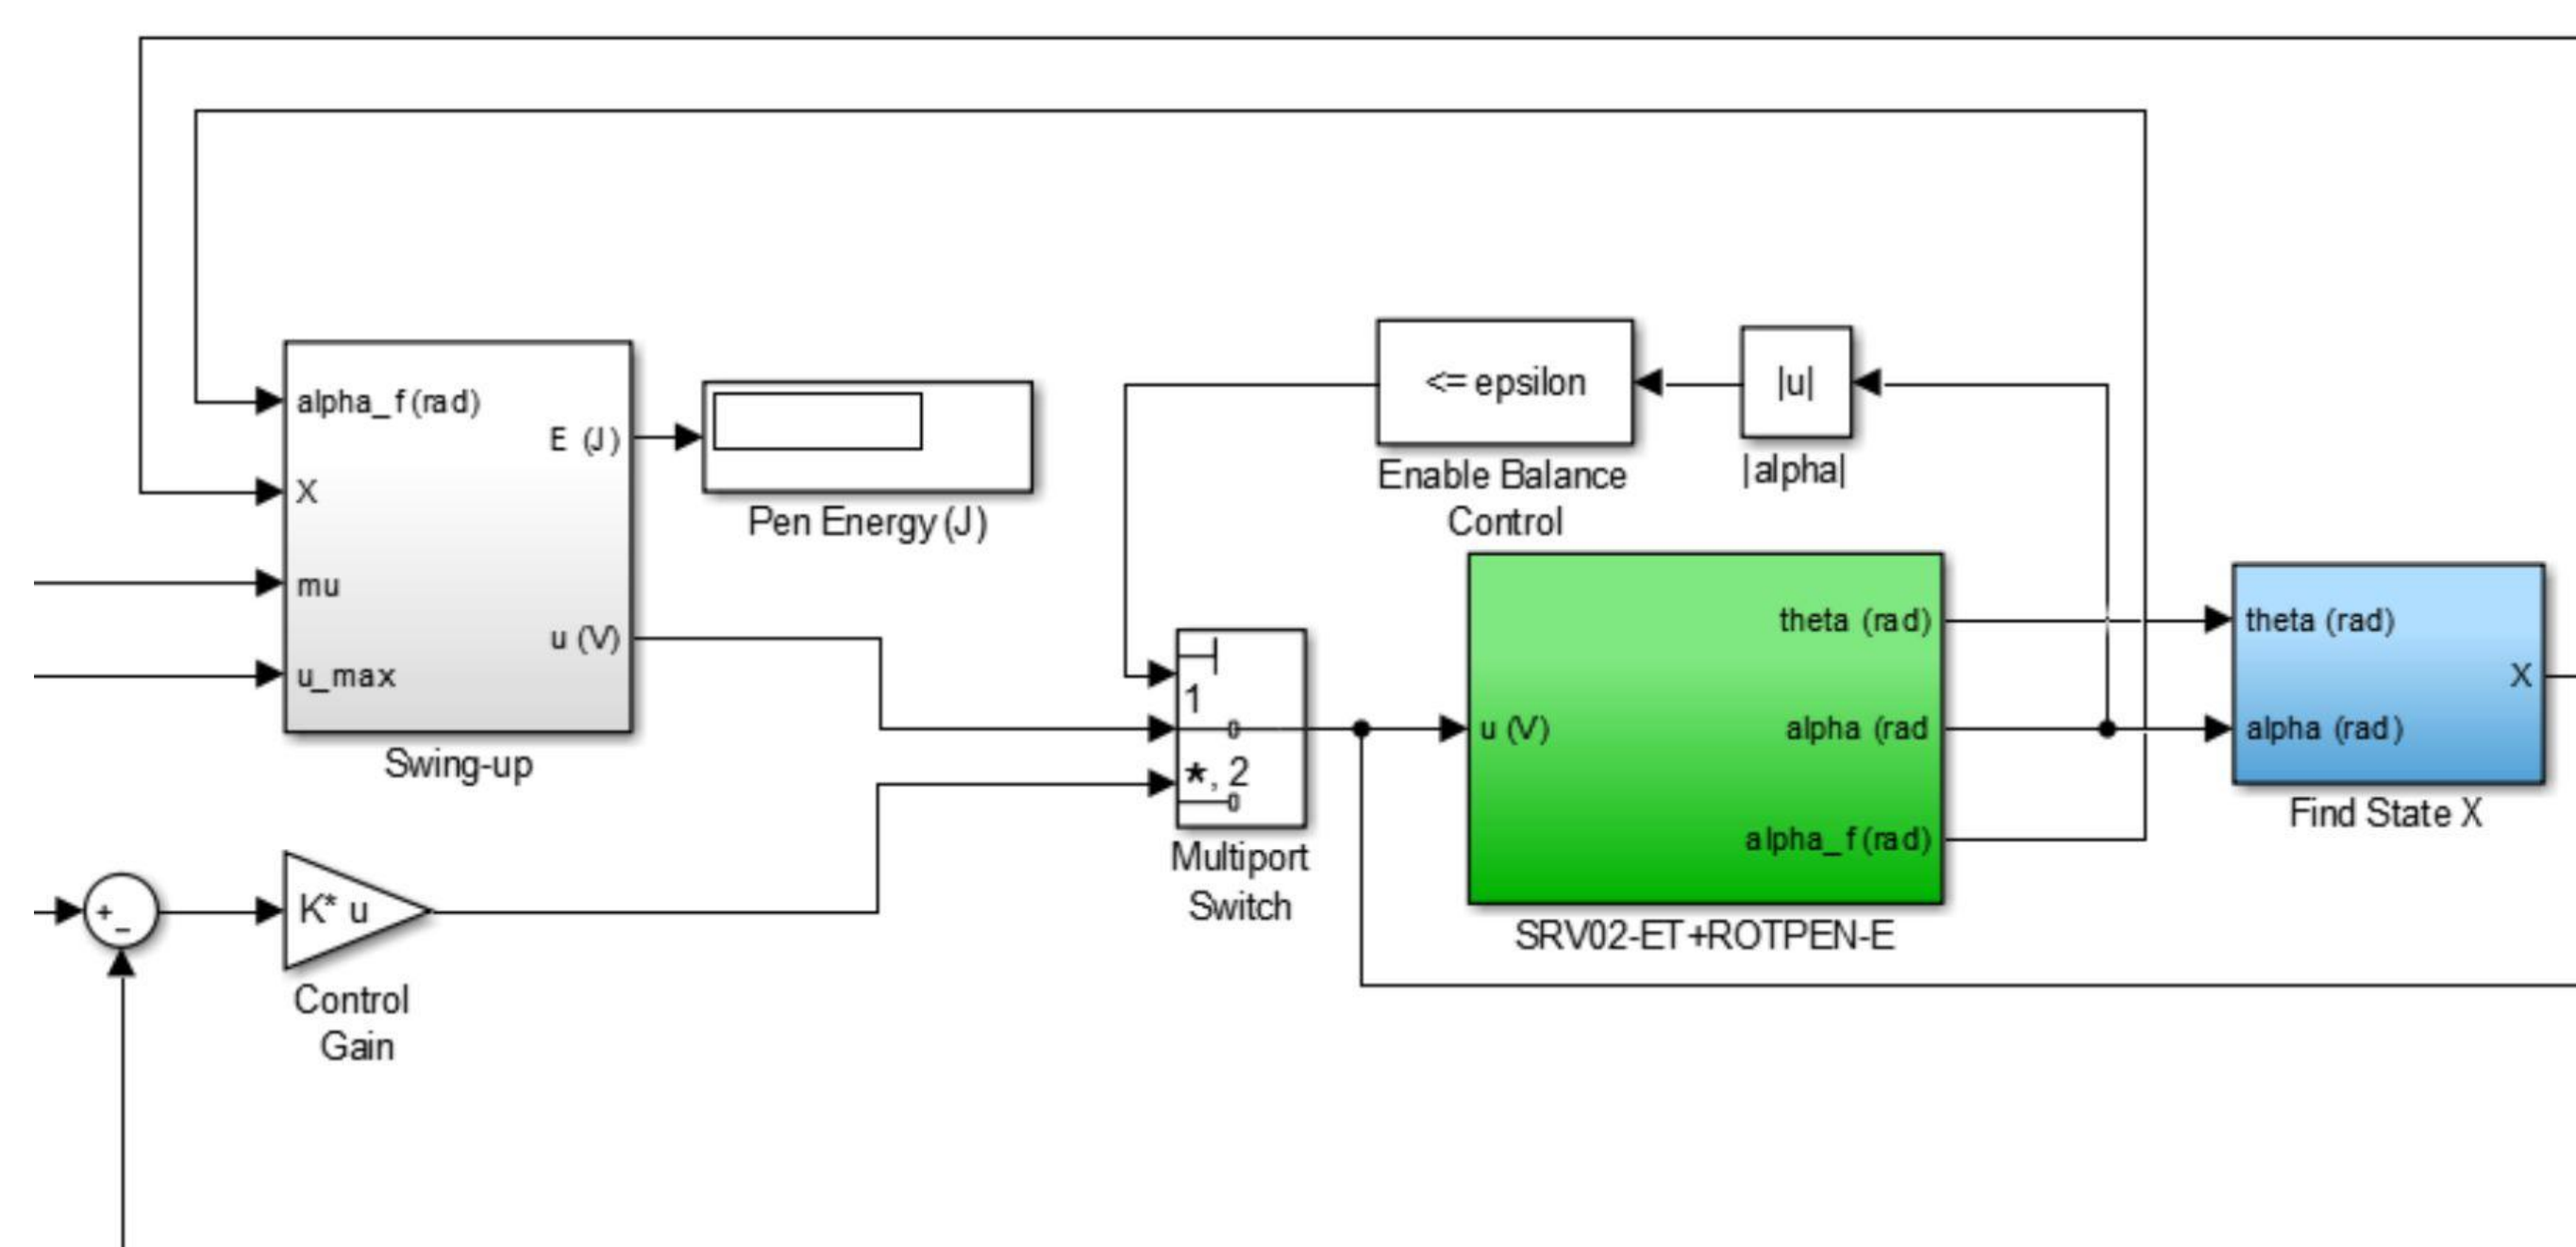 alpha_f(rad)
X
mu
u_max
E (J)
u (V)
Swing-up
Pen Energy (J)
<= epsilon
Enable Balance
Control
|u|
|alpha|
1
*, 2
Multiport
Switch
u (V)
theta (rad)
alpha (rad
alpha_f(rad)
SRV02-ET+ROTPEN-E
theta (rad)
alpha (rad)
X
Find State X
+
−
K* u
Control
Gain